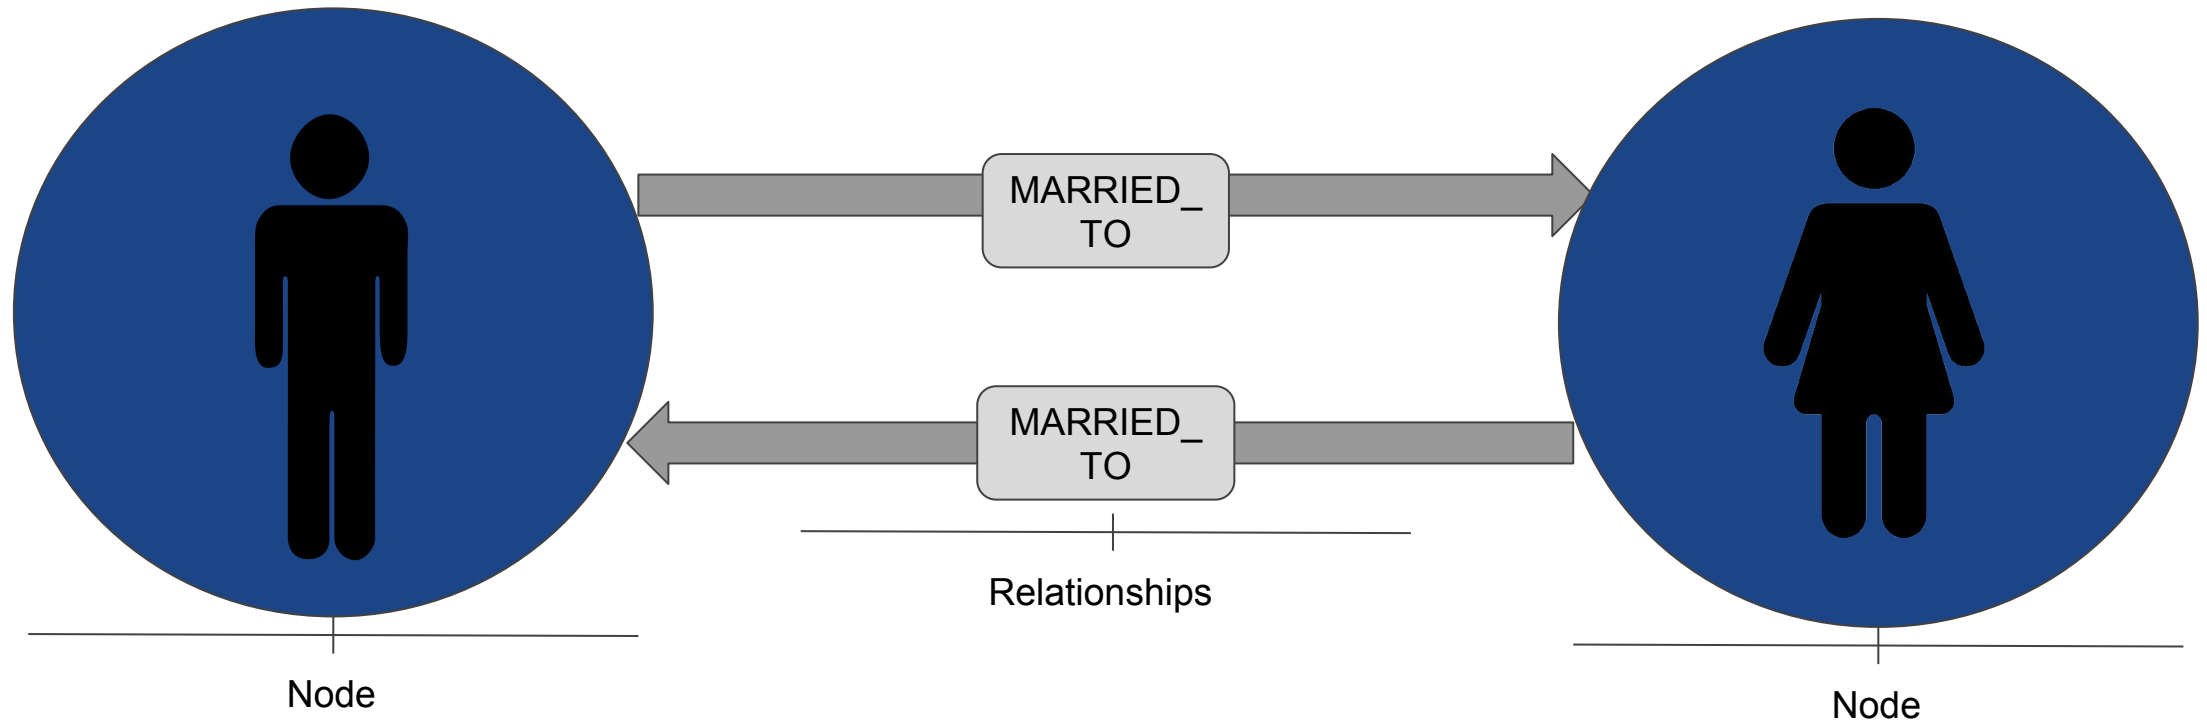 MARRIED_
TO
MARRIED_
TO
Relationships
Node
Node